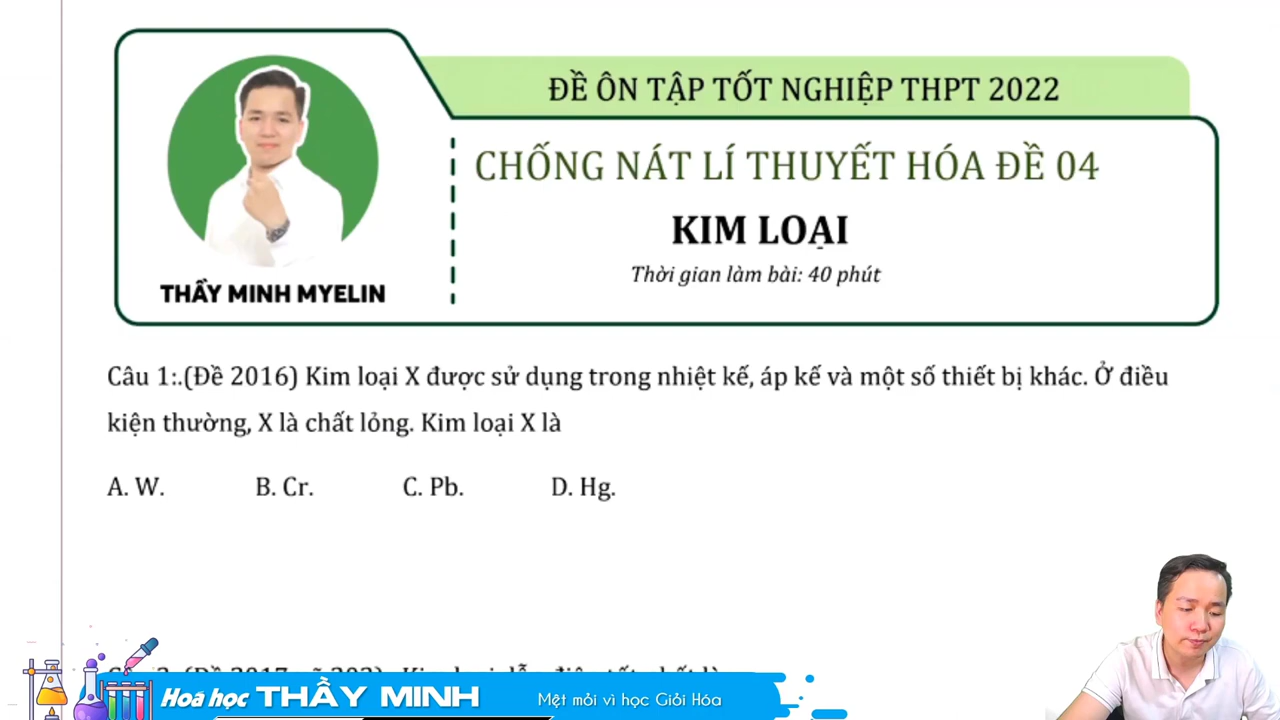 ĐỀ ÔN TẬP TỐT NGHIỆP THPT 2022
CHỐNG NÁT LÍ THUYẾT HÓA ĐỀ 04
KIM LOẠI
Thời gian làm bài: 40 phút
THẦY MINH MYELIN
Câu 1:.(Đề 2016) Kim loại X được sử dụng trong nhiệt kế, áp kế và một số thiết bị khác. Ở điều
kiện thường, X là chất lỏng. Kim loại X là
A. W. B. Cr. C. Pb. D. Hg.
Hoá học THẦY MINH Mệt mỏi vì học Giỏi Hóa